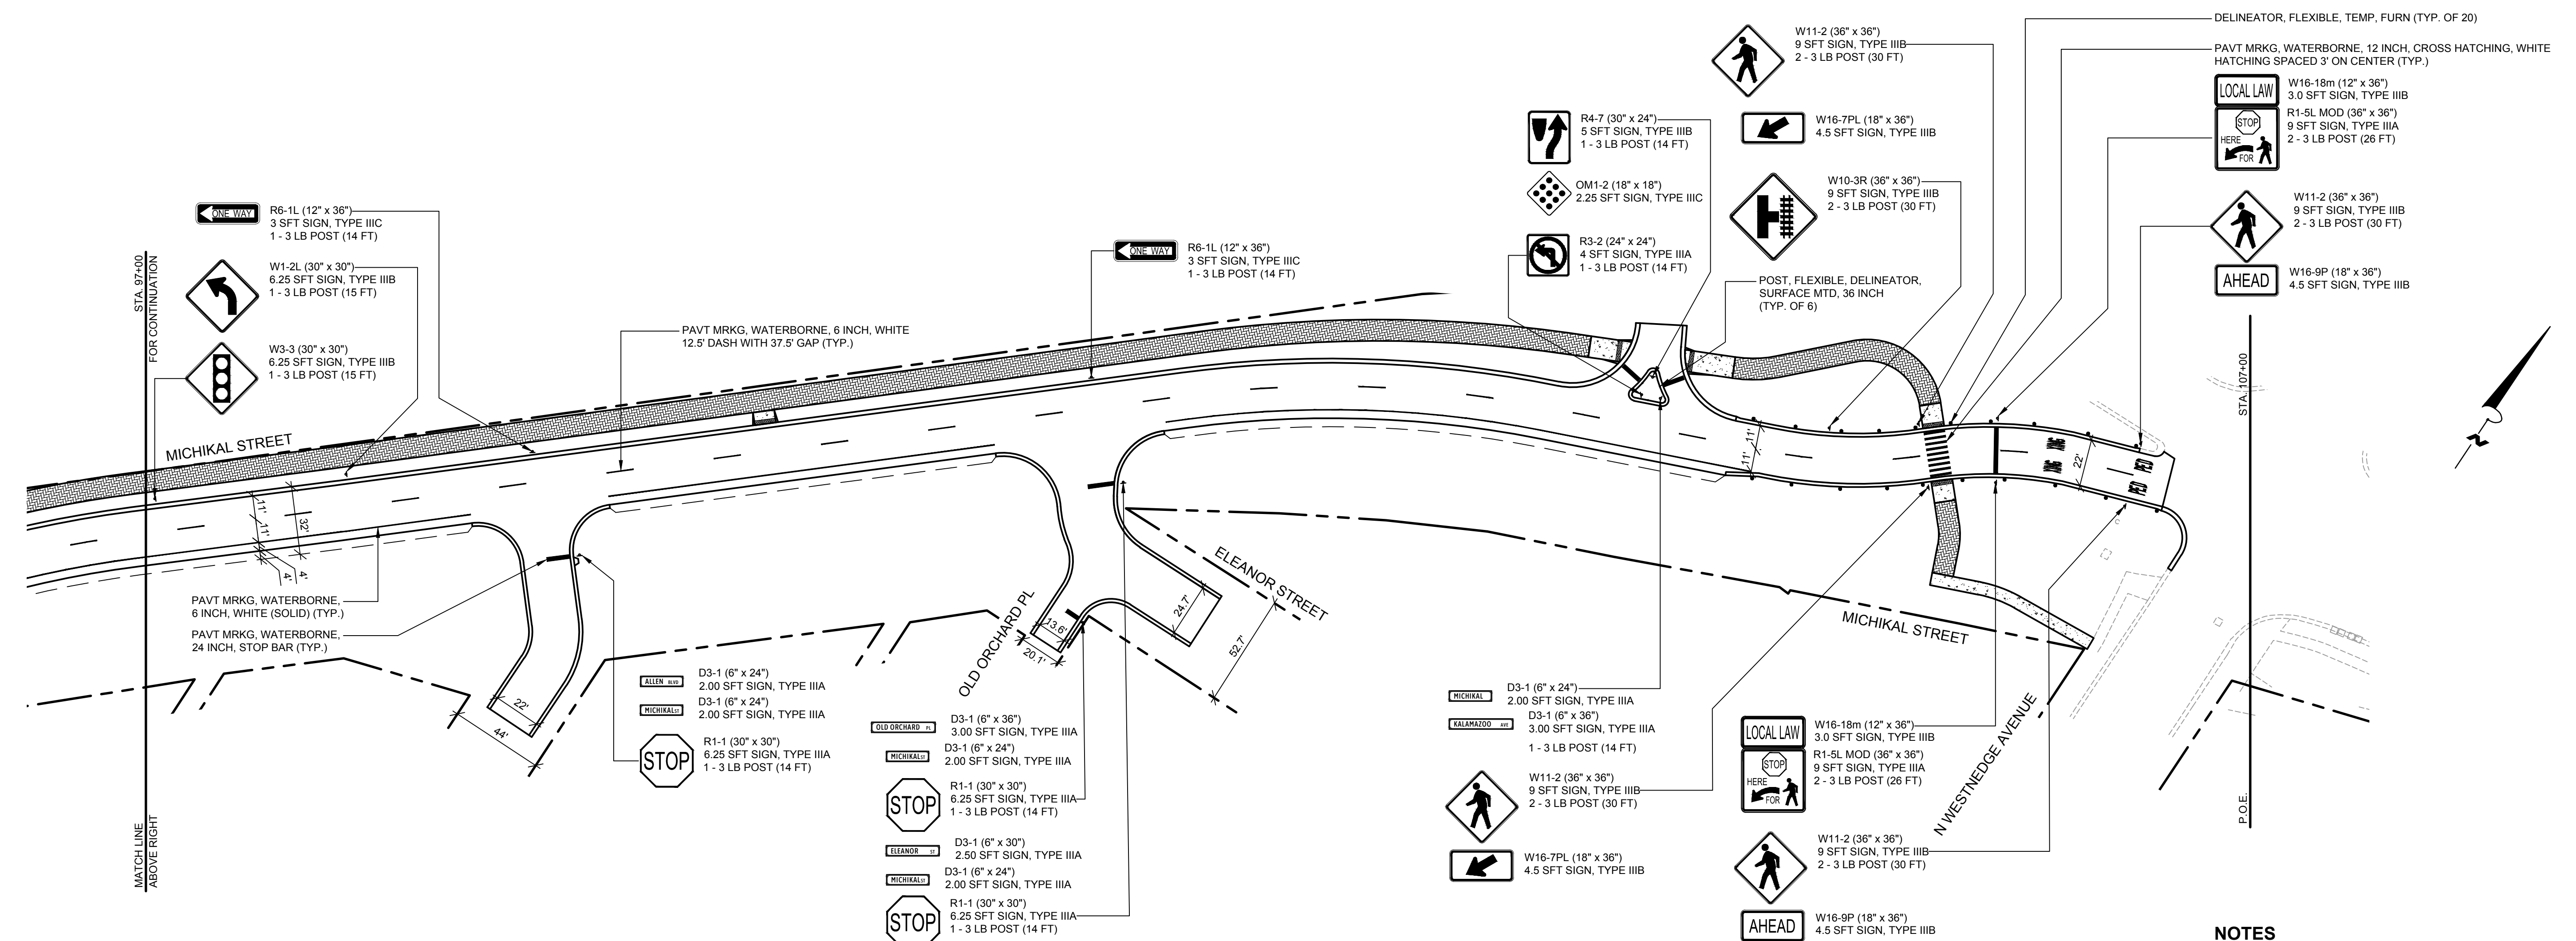 DELINEATOR, FLEXIBLE, TEMP, FURN (TYP. OF 20)
PAVT MRKG, WATERBORNE, 12 INCH, CROSS HATCHING, WHITE
HATCHING SPACED 3' ON CENTER (TYP.)
W11-2 (36" x 36")
9 SFT SIGN, TYPE IIIB
2 - 3 LB POST (30 FT)
LOCAL LAW
W16-18m (12" x 36")
3.0 SFT SIGN, TYPE IIIB
STOP
HERE
FOR
R1-5L MOD (36" x 36")
9 SFT SIGN, TYPE IIIA
2 - 3 LB POST (26 FT)
R4-7 (30" x 24")
5 SFT SIGN, TYPE IIIB
1 - 3 LB POST (14 FT)
W16-7PL (18" x 36")
4.5 SFT SIGN, TYPE IIIB
OM1-2 (18" x 18")
2.25 SFT SIGN, TYPE IIIC
W10-3R (36" x 36")
9 SFT SIGN, TYPE IIIB
2 - 3 LB POST (30 FT)
W11-2 (36" x 36")
9 SFT SIGN, TYPE IIIB
2 - 3 LB POST (30 FT)
AHEAD
W16-9P (18" x 36")
4.5 SFT SIGN, TYPE IIIB
R3-2 (24" x 24")
4 SFT SIGN, TYPE IIIA
1 - 3 LB POST (14 FT)
POST, FLEXIBLE, DELINEATOR,
SURFACE MTD, 36 INCH
(TYP. OF 6)
ONE WAY
R6-1L (12" x 36")
3 SFT SIGN, TYPE IIIC
1 - 3 LB POST (14 FT)
ONE WAY
R6-1L (12" x 36")
3 SFT SIGN, TYPE IIIC
1 - 3 LB POST (14 FT)
W1-2L (30" x 30")
6.25 SFT SIGN, TYPE IIIB
1 - 3 LB POST (15 FT)
W3-3 (30" x 30")
6.25 SFT SIGN, TYPE IIIB
1 - 3 LB POST (15 FT)
STA. 97+00
FOR CONTINUATION
PAVT MRKG, WATERBORNE, 6 INCH, WHITE
12.5' DASH WITH 37.5' GAP (TYP.)
STA. 107+00
MICHIKAL STREET
N
11'
11'
32'
4'
4'
11'
11'
22'
XING
XING
PED
PED
C
PAVT MRKG, WATERBORNE,
6 INCH, WHITE (SOLID) (TYP.)
PAVT MRKG, WATERBORNE,
24 INCH, STOP BAR (TYP.)
22'
44'
OLD ORCHARD PL
ELEANOR STREET
13.6'
20.1'
24.7'
52.7'
MICHIKAL STREET
N WESTNEDGE AVENUE
P.O.E.
MATCH LINE
ABOVE RIGHT
ALLEN BLVD
D3-1 (6" x 24")
2.00 SFT SIGN, TYPE IIIA
MICHIKAL ST
D3-1 (6" x 24")
2.00 SFT SIGN, TYPE IIIA
STOP
R1-1 (30" x 30")
6.25 SFT SIGN, TYPE IIIA
1 - 3 LB POST (14 FT)
OLD ORCHARD PL
D3-1 (6" x 36")
3.00 SFT SIGN, TYPE IIIA
MICHIKAL ST
D3-1 (6" x 24")
2.00 SFT SIGN, TYPE IIIA
STOP
R1-1 (30" x 30")
6.25 SFT SIGN, TYPE IIIA
1 - 3 LB POST (14 FT)
ELEANOR ST
D3-1 (6" x 30")
2.50 SFT SIGN, TYPE IIIA
MICHIKAL ST
D3-1 (6" x 24")
2.00 SFT SIGN, TYPE IIIA
STOP
R1-1 (30" x 30")
6.25 SFT SIGN, TYPE IIIA
1 - 3 LB POST (14 FT)
MICHIKAL
D3-1 (6" x 24")
2.00 SFT SIGN, TYPE IIIA
KALAMAZOO AVE
D3-1 (6" x 36")
3.00 SFT SIGN, TYPE IIIA
1 - 3 LB POST (14 FT)
W11-2 (36" x 36")
9 SFT SIGN, TYPE IIIB
2 - 3 LB POST (30 FT)
W16-7PL (18" x 36")
4.5 SFT SIGN, TYPE IIIB
LOCAL LAW
W16-18m (12" x 36")
3.0 SFT SIGN, TYPE IIIB
STOP
HERE
FOR
R1-5L MOD (36" x 36")
9 SFT SIGN, TYPE IIIA
2 - 3 LB POST (26 FT)
W11-2 (36" x 36")
9 SFT SIGN, TYPE IIIB
2 - 3 LB POST (30 FT)
AHEAD
W16-9P (18" x 36")
4.5 SFT SIGN, TYPE IIIB
NOTES